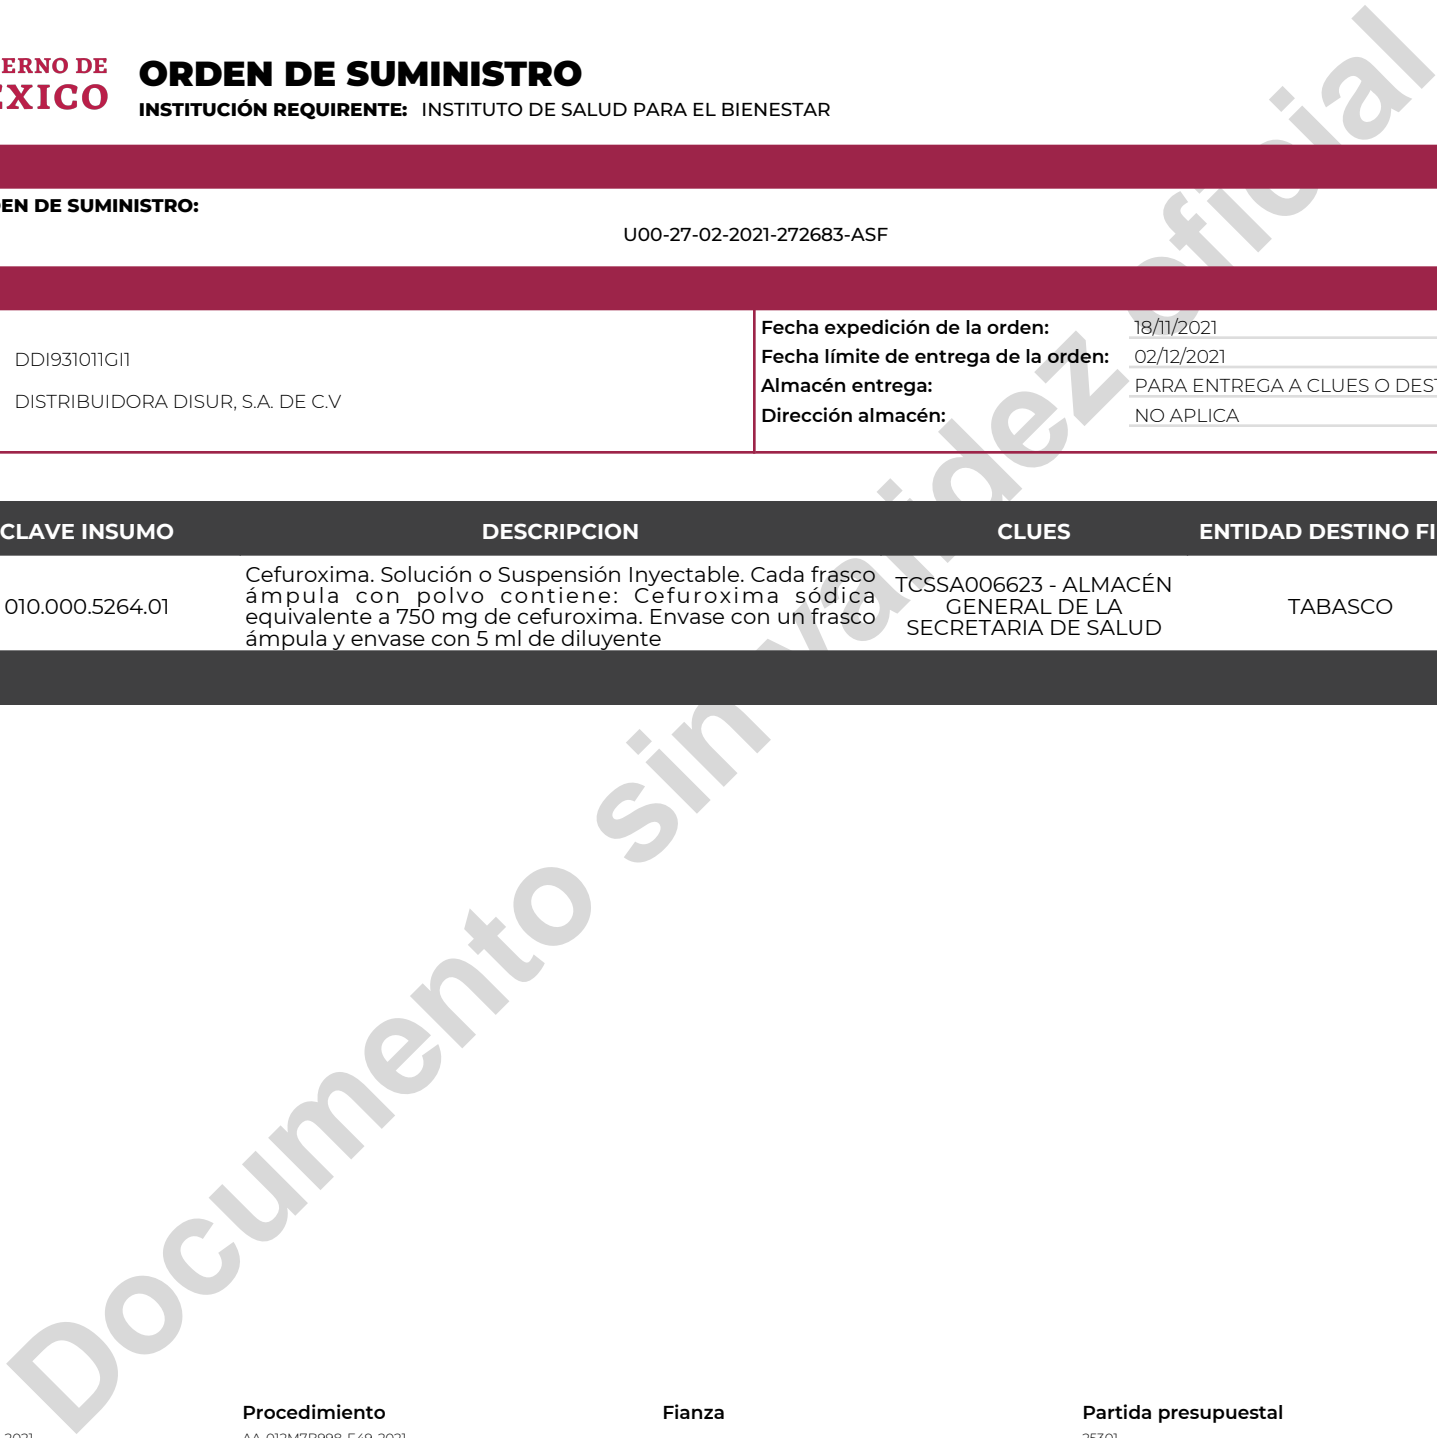 ERNO DE
EXICO
ORDEN DE SUMINISTRO
INSTITUCIÓN REQUIRENTE: INSTITUTO DE SALUD PARA EL BIENESTAR
EN DE SUMINISTRO:
U00-27-02-2021-272683-ASF
DDI931011GI1
DISTRIBUIDORA DISUR, S.A. DE C.V
Fecha expedición de la orden: 18/11/2021
Fecha límite de entrega de la orden: 02/12/2021
Almacén entrega: PARA ENTREGA A CLUES O DEST
Dirección almacén: NO APLICA
CLAVE INSUMO DESCRIPCION CLUES ENTIDAD DESTINO FI
010.000.5264.01
Cefuroxima. Solución o Suspensión Inyectable. Cada frasco
ámpula con polvo contiene: Cefuroxima sódica
equivalente a 750 mg de cefuroxima. Envase con un frasco
ámpula y envase con 5 ml de diluyente
TCSSA006623 - ALMACÉN
GENERAL DE LA
SECRETARIA DE SALUD
TABASCO
Documento sin validez oficial
Procedimiento Fianza Partida presupuestal